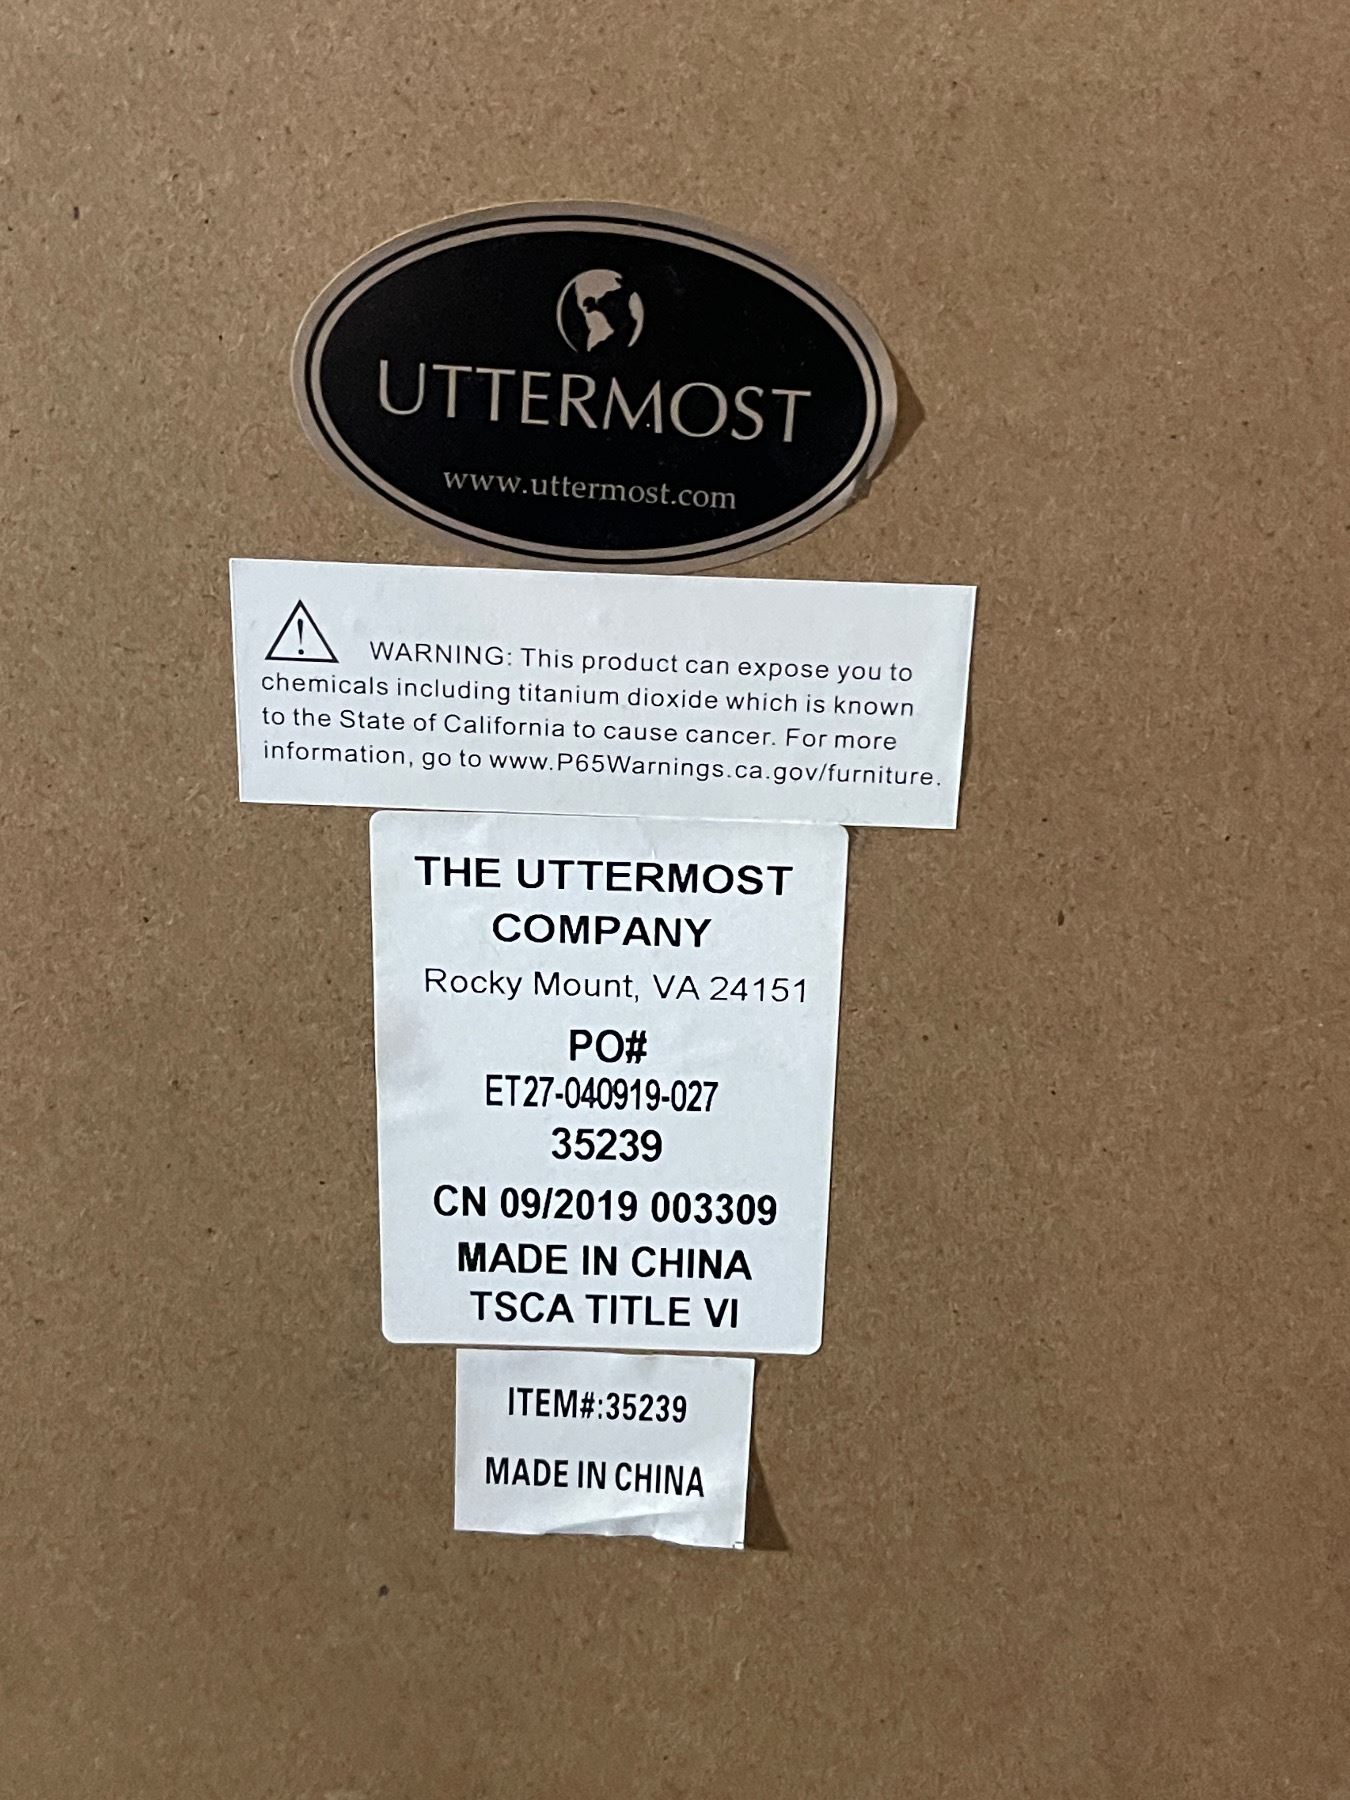 UTTERMOST
www.uttermost.com
WARNING: This product can expose you to
chemicals including titanium dioxide which is known
to the State of California to cause cancer. For more
information, go to www.P65Warnings.ca.gov/furniture.
THE UTTERMOST
COMPANY
Rocky Mount, VA 24151
PO#
ET27-040919-027
35239
CN 09/2019 003309
MADE IN CHINA
TSCA TITLE VI
ITEM#:35239
MADE IN CHINA